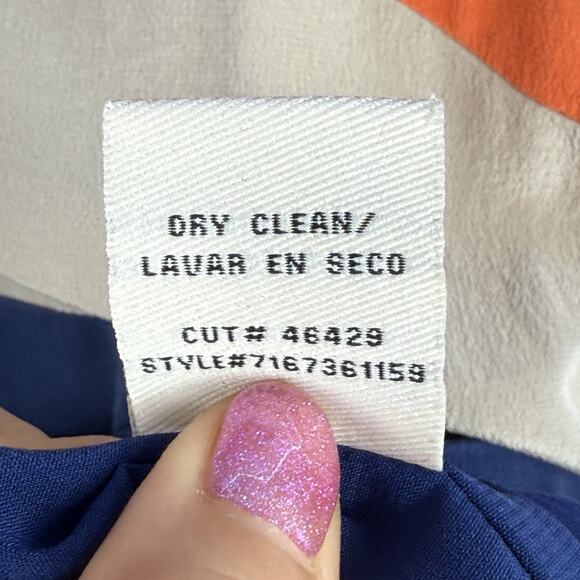 DRY CLEAN/
LAVAR EN SECO
CUT# 46429
STYLE#7167361159